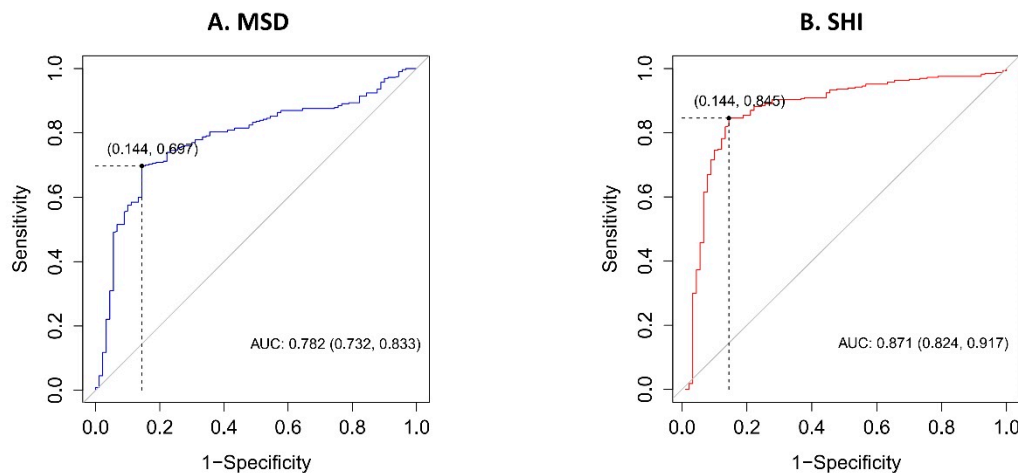 A. MSD
1.0
0.8
0.6
0.4
0.2
0.0
Sensitivity
(0.144, 0.697)
AUC: 0.782 (0.732, 0.833)
0.0 0.2 0.4 0.6 0.8 1.0
1−Specificity
B. SHI
1.0
0.8
0.6
0.4
0.2
0.0
Sensitivity
(0.144, 0.845)
AUC: 0.871 (0.824, 0.917)
0.0 0.2 0.4 0.6 0.8 1.0
1−Specificity